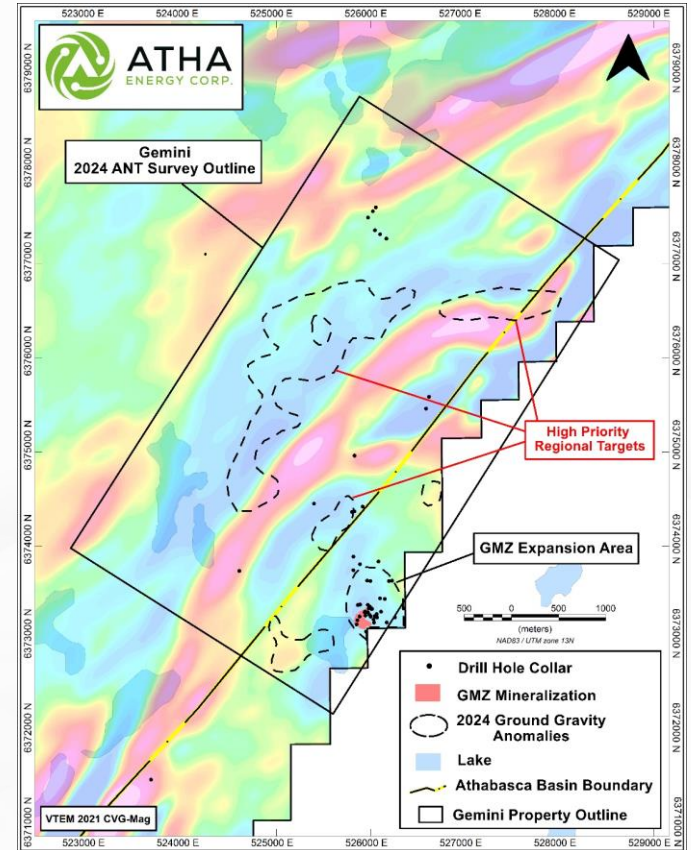 523000 E 524000 E 525000 E 526000 E 527000 E 528000 E 529000 E
ATHA
ENERGY CORP.
Gemini
2024 ANT Survey Outline
High Priority
Regional Targets
GMZ Expansion Area
500 0 500 1000
(meters)
NAD83 / UTM zone 13N
Drill Hole Collar
GMZ Mineralization
2024 Ground Gravity
Anomalies
Lake
Athabasca Basin Boundary
Gemini Property Outline
VTEM 2021 CVG-Mag
6379000 N
6378000 N
6377000 N
6376000 N
6375000 N
6374000 N
6373000 N
6372000 N
6371000 N
6379000 N
6378000 N
6377000 N
6376000 N
6375000 N
6374000 N
6373000 N
6372000 N
6371000 N
523000 E 524000 E 525000 E 526000 E 527000 E 528000 E 529000 E